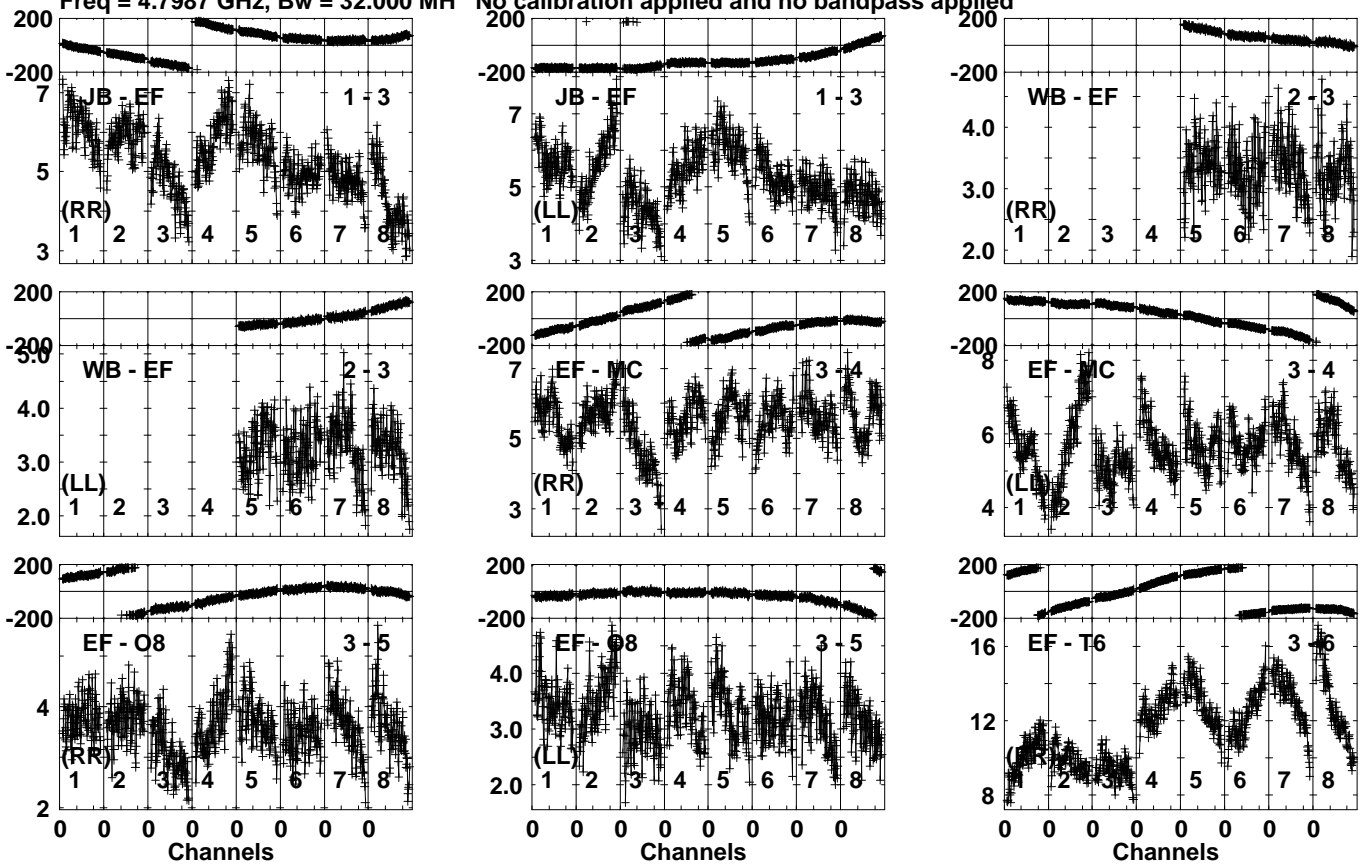 Freq = 4.7987 GHz, Bw = 32.000 MH No calibration applied and no bandpass applied
200
-200
7
5
3
JB - EF
1 - 3
(RR)
1 2 3 4 5 6 7 8
200
-200
7
5
3
JB - EF
1 - 3
(LL)
1 2 3 4 5 6 7 8
200
-200
4.0
3.0
2.0
WB - EF
2 - 3
(RR)
1 2 3 4 5 6 7 8
200
-200
5.0
4.0
3.0
2.0
WB - EF
2 - 3
(LL)
1 2 3 4 5 6 7 8
200
-200
7
5
3
EF - MC
3 - 4
(RR)
1 2 3 4 5 6 7 8
200
-200
8
6
4
EF - MC
3 - 4
(LL)
1 2 3 4 5 6 7 8
200
-200
4
2
EF - O8
3 - 5
(RR)
1 2 3 4 5 6 7 8
0 0 0 0 0 0 0 0
Channels
200
-200
4.0
3.0
2.0
EF - O8
3 - 5
(LL)
1 2 3 4 5 6 7 8
0 0 0 0 0 0 0 0
Channels
200
-200
16
12
8
EF - T6
3 - 6
(RR)
1 2 3 4 5 6 7 8
0 0 0 0 0 0 0 0
Channels